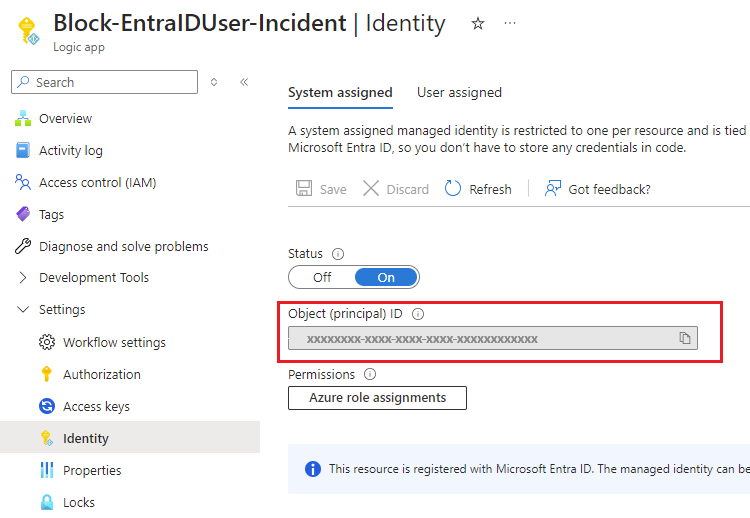 Block-EntraIDUser-Incident | Identity
Logic app
Search
Overview
Activity log
Access control (IAM)
Tags
Diagnose and solve problems
Development Tools
Settings
Workflow settings
Authorization
Access keys
Identity
Properties
Locks
System assigned User assigned
A system assigned managed identity is restricted to one per resource and is tied
Microsoft Entra ID, so you don't have to store any credentials in code.
Save Discard Refresh Got feedback?
Status
Off On
Object (principal) ID
xxxxxxxx-xxxx-xxxx-xxxx-xxxxxxxxxxxx
Permissions
Azure role assignments
This resource is registered with Microsoft Entra ID. The managed identity can be